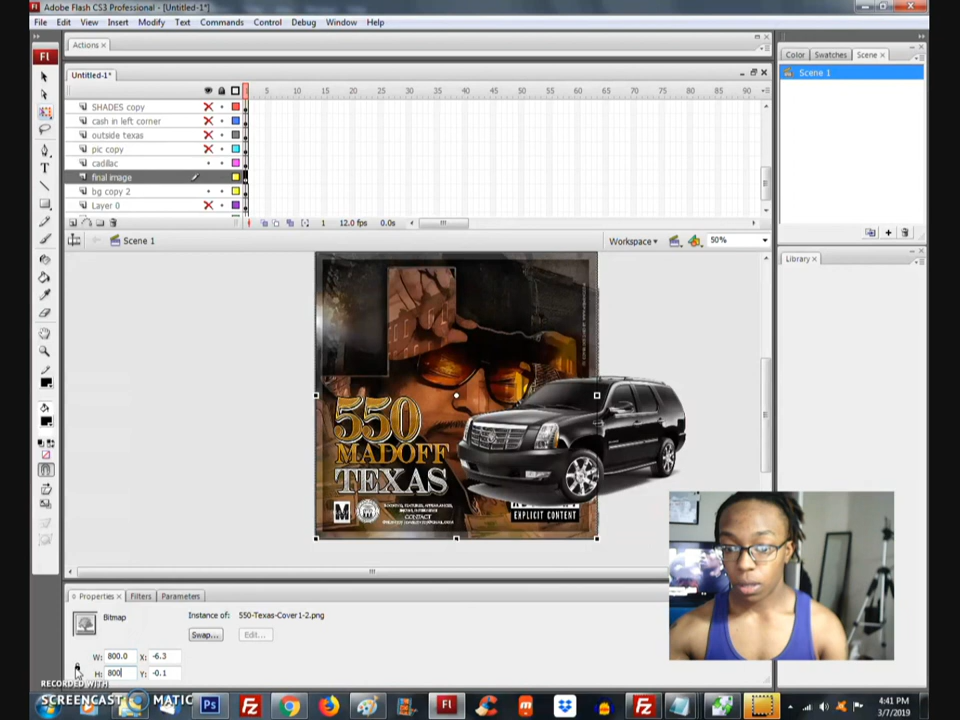 Adobe Flash CS3 Professional - [Untitled-1*]
File Edit View Insert Modify Text Commands Control Debug Window Help
Actions ×
Color Swatches Scene ×
Scene 1
Untitled-1*
1 5 10 15 20 25 30 35 40 45 50 55 60 65 70 75 80 85 90
SHADES copy
cash in left corner
outside texas
pic copy
cadillac
final image
bg copy 2
Layer 0
1 12.0 fps 0.0s
Scene 1
Workspace 50%
Library ×
550
MADOFF
TEXAS
CONTACT
EXPLICIT CONTENT
Properties × Filters Parameters
Bitmap
Instance of: 550-Texas-Cover1-2.png
Swap... Edit...
W: 800.0 X: -6.3
H: 800 Y: -0.1
RECORDED WITH
SCREENCAST MATIC
4:41 PM
3/7/2019